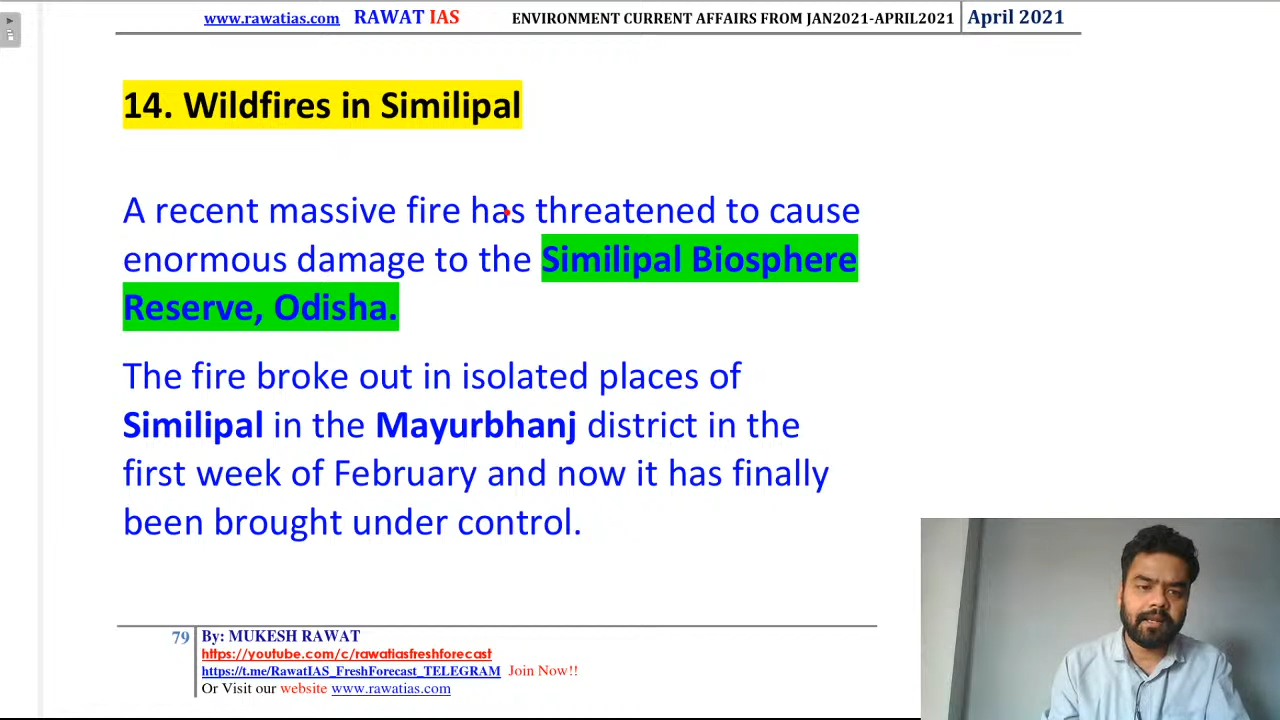 www.rawatias.com RAWAT IAS ENVIRONMENT CURRENT AFFAIRS FROM JAN2021-APRIL2021 April 2021
14. Wildfires in Similipal
A recent massive fire has threatened to cause
enormous damage to the Similipal Biosphere
Reserve, Odisha.
The fire broke out in isolated places of
Similipal in the Mayurbhanj district in the
first week of February and now it has finally
been brought under control.
79 By: MUKESH RAWAT
https://youtube.com/c/rawatiasfreshforecast
https://t.me/RawatIAS_FreshForecast_TELEGRAM Join Now!!
Or Visit our website www.rawatias.com